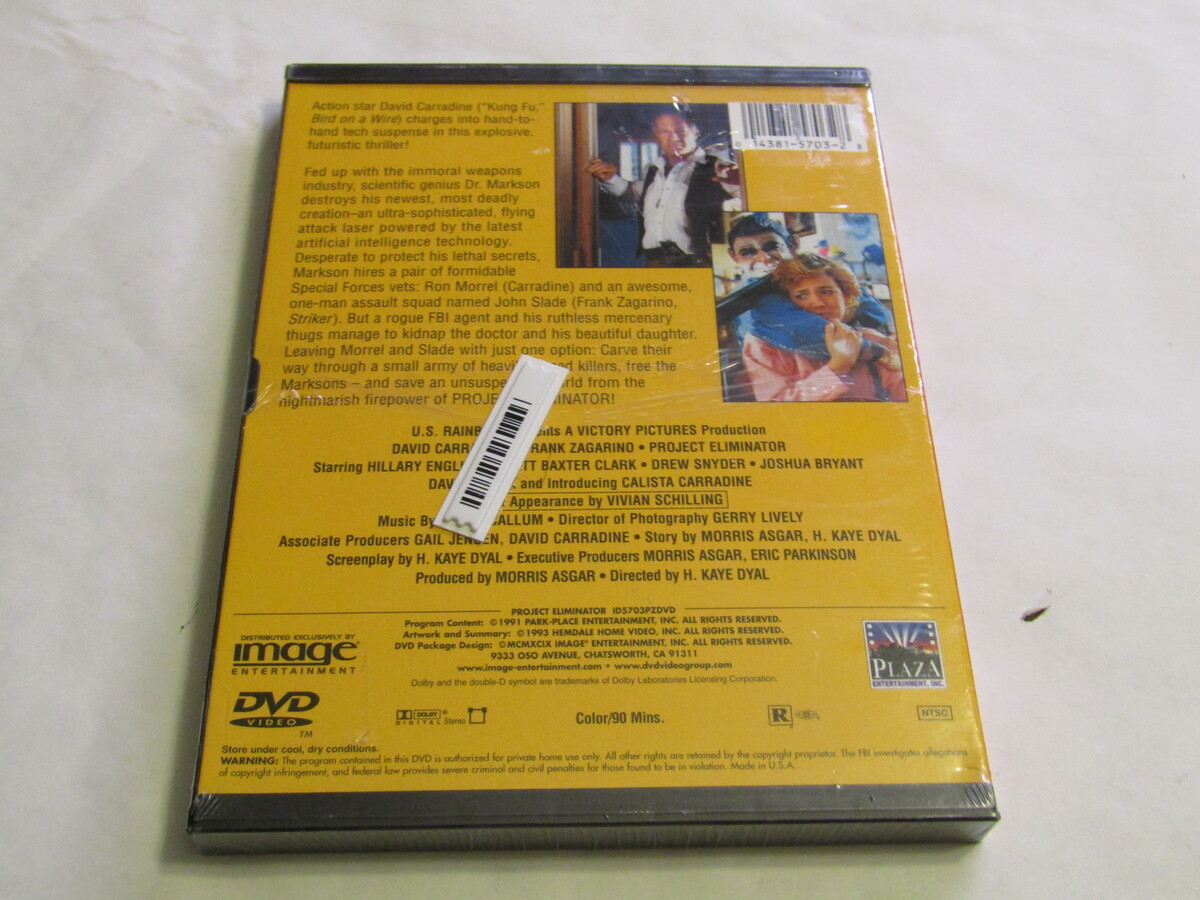 Action star David Carradine ("Kung Fu,"
Bird on a Wire) charges into hand-to-
hand tech suspense in this explosive,
futuristic thriller!
0 14381-5703-2 8
Fed up with the immoral weapons
industry, scientific genius Dr. Markson
destroys his newest, most deadly
creation—an ultra-sophisticated, flying
attack laser powered by the latest
artificial intelligence technology.
Desperate to protect his lethal secrets,
Markson hires a pair of formidable
Special Forces vets: Ron Morrel (Carradine) and an awesome,
one-man assault squad named John Slade (Frank Zagarino,
Striker). But a rogue FBI agent and his ruthless mercenary
thugs manage to kidnap the doctor and his beautiful daughter.
Leaving Morrel and Slade with just one option: Carve their
way through a small army of killers, free the
Marksons – and save an from the
nightmarish firepower of
U.S. A VICTORY PICTURES Production
DAVID ZAGARINO • PROJECT ELIMINATOR
Starring HILLARY BAXTER CLARK • DREW SNYDER • JOSHUA BRYANT
and Introducing CALISTA CARRADINE
Appearance by VIVIAN SCHILLING
Music By • Director of Photography GERRY LIVELY
Associate Producers GAIL JENSEN, DAVID CARRADINE • Story by MORRIS ASGAR, H. KAYE DYAL
Screenplay by H. KAYE DYAL • Executive Producers MORRIS ASGAR, ERIC PARKINSON
Produced by MORRIS ASGAR • Directed by H. KAYE DYAL
PROJECT ELIMINATOR ID5703PZDVD
Program Content: ©1991 PARK-PLACE ENTERTAINMENT, INC. ALL RIGHTS RESERVED.
Artwork and Summary: ©1993 HEMDALE HOME VIDEO, INC. ALL RIGHTS RESERVED.
DVD Package Design: ©MCMXCIX IMAGE® ENTERTAINMENT, INC. ALL RIGHTS RESERVED.
9333 OSO AVENUE, CHATSWORTH, CA 91311
www.image-entertainment.com • www.dvdvideogroup.com
Dolby and the double-D symbol are trademarks of Dolby Laboratories Licensing Corporation.
DISTRIBUTED EXCLUSIVELY BY
image®
ENTERTAINMENT
PLAZA
ENTERTAINMENT, INC.
DVD
VIDEO
TM
DOLBY®
DIGITAL Stereo
Color/90 Mins.
R
NTSC
Store under cool, dry conditions.
WARNING: The program contained in this DVD is authorized for private home use only. All other rights are retained by the copyright proprietor. The FBI investigates allegations
of copyright infringement, and federal law provides severe criminal and civil penalties for those found to be in violation. Made in U.S.A.